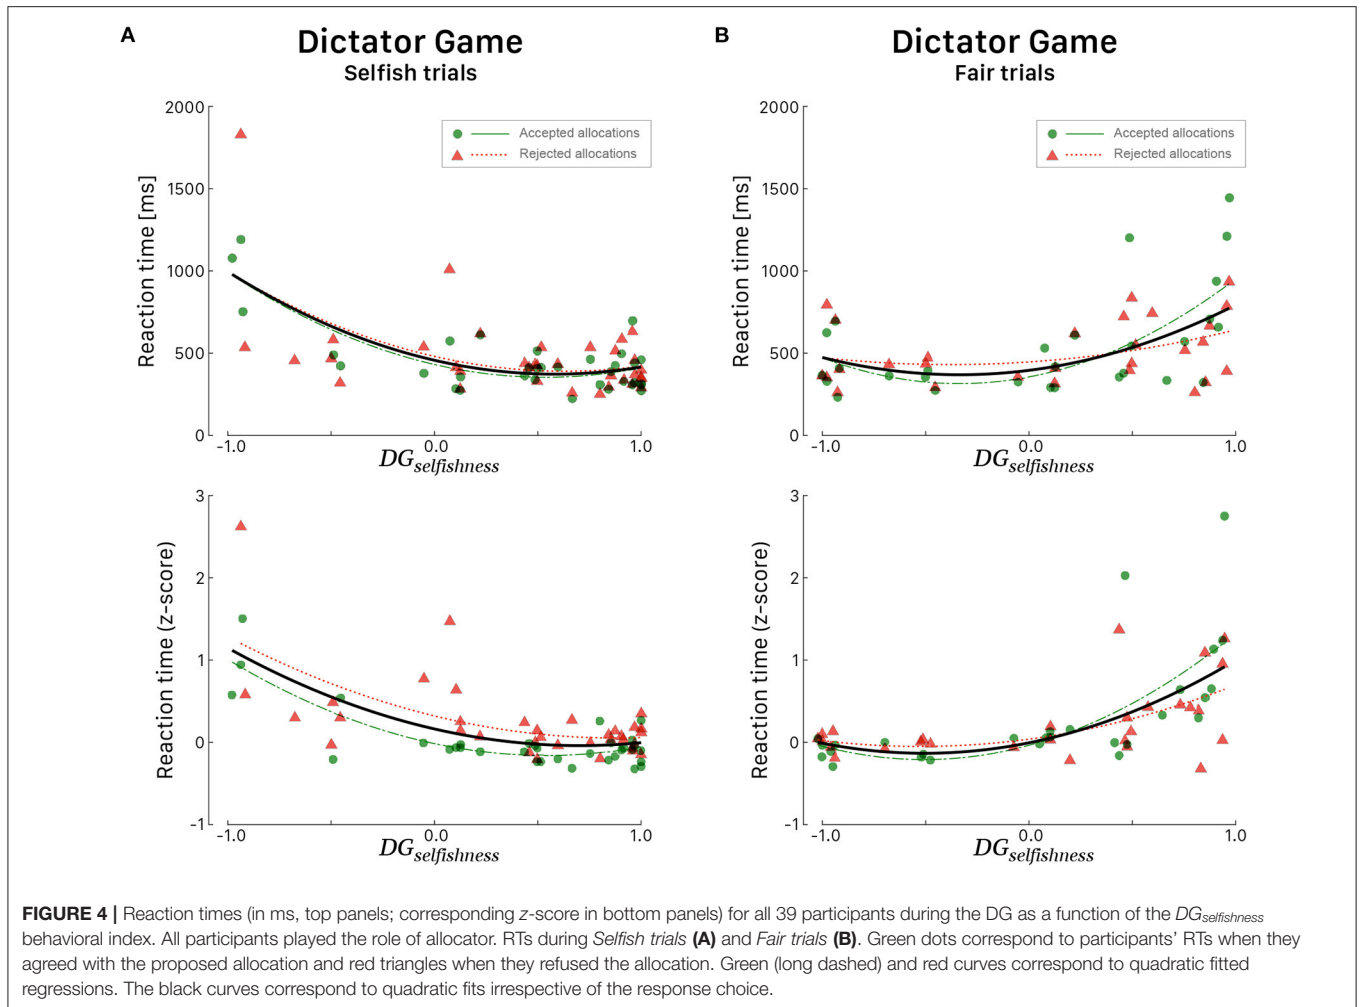 A
Dictator Game
Selfish trials
2000
1500
1000
500
0
Reaction time [ms]
Accepted allocations
Rejected allocations
-1.0
0.0
1.0
DGselfishness
B
Dictator Game
Fair trials
2000
1500
1000
500
0
Reaction time [ms]
Accepted allocations
Rejected allocations
-1.0
0.0
1.0
DGselfishness
3
2
1
0
-1
Reaction time (z-score)
-1.0
0.0
1.0
DGselfishness
3
2
1
0
-1
Reaction time (z-score)
-1.0
0.0
1.0
DGselfishness
FIGURE 4 | Reaction times (in ms, top panels; corresponding z-score in bottom panels) for all 39 participants during the DG as a function of the DGselfishness
behavioral index. All participants played the role of allocator. RTs during Selfish trials (A) and Fair trials (B). Green dots correspond to participants' RTs when they
agreed with the proposed allocation and red triangles when they refused the allocation. Green (long dashed) and red curves correspond to quadratic fitted
regressions. The black curves correspond to quadratic fits irrespective of the response choice.